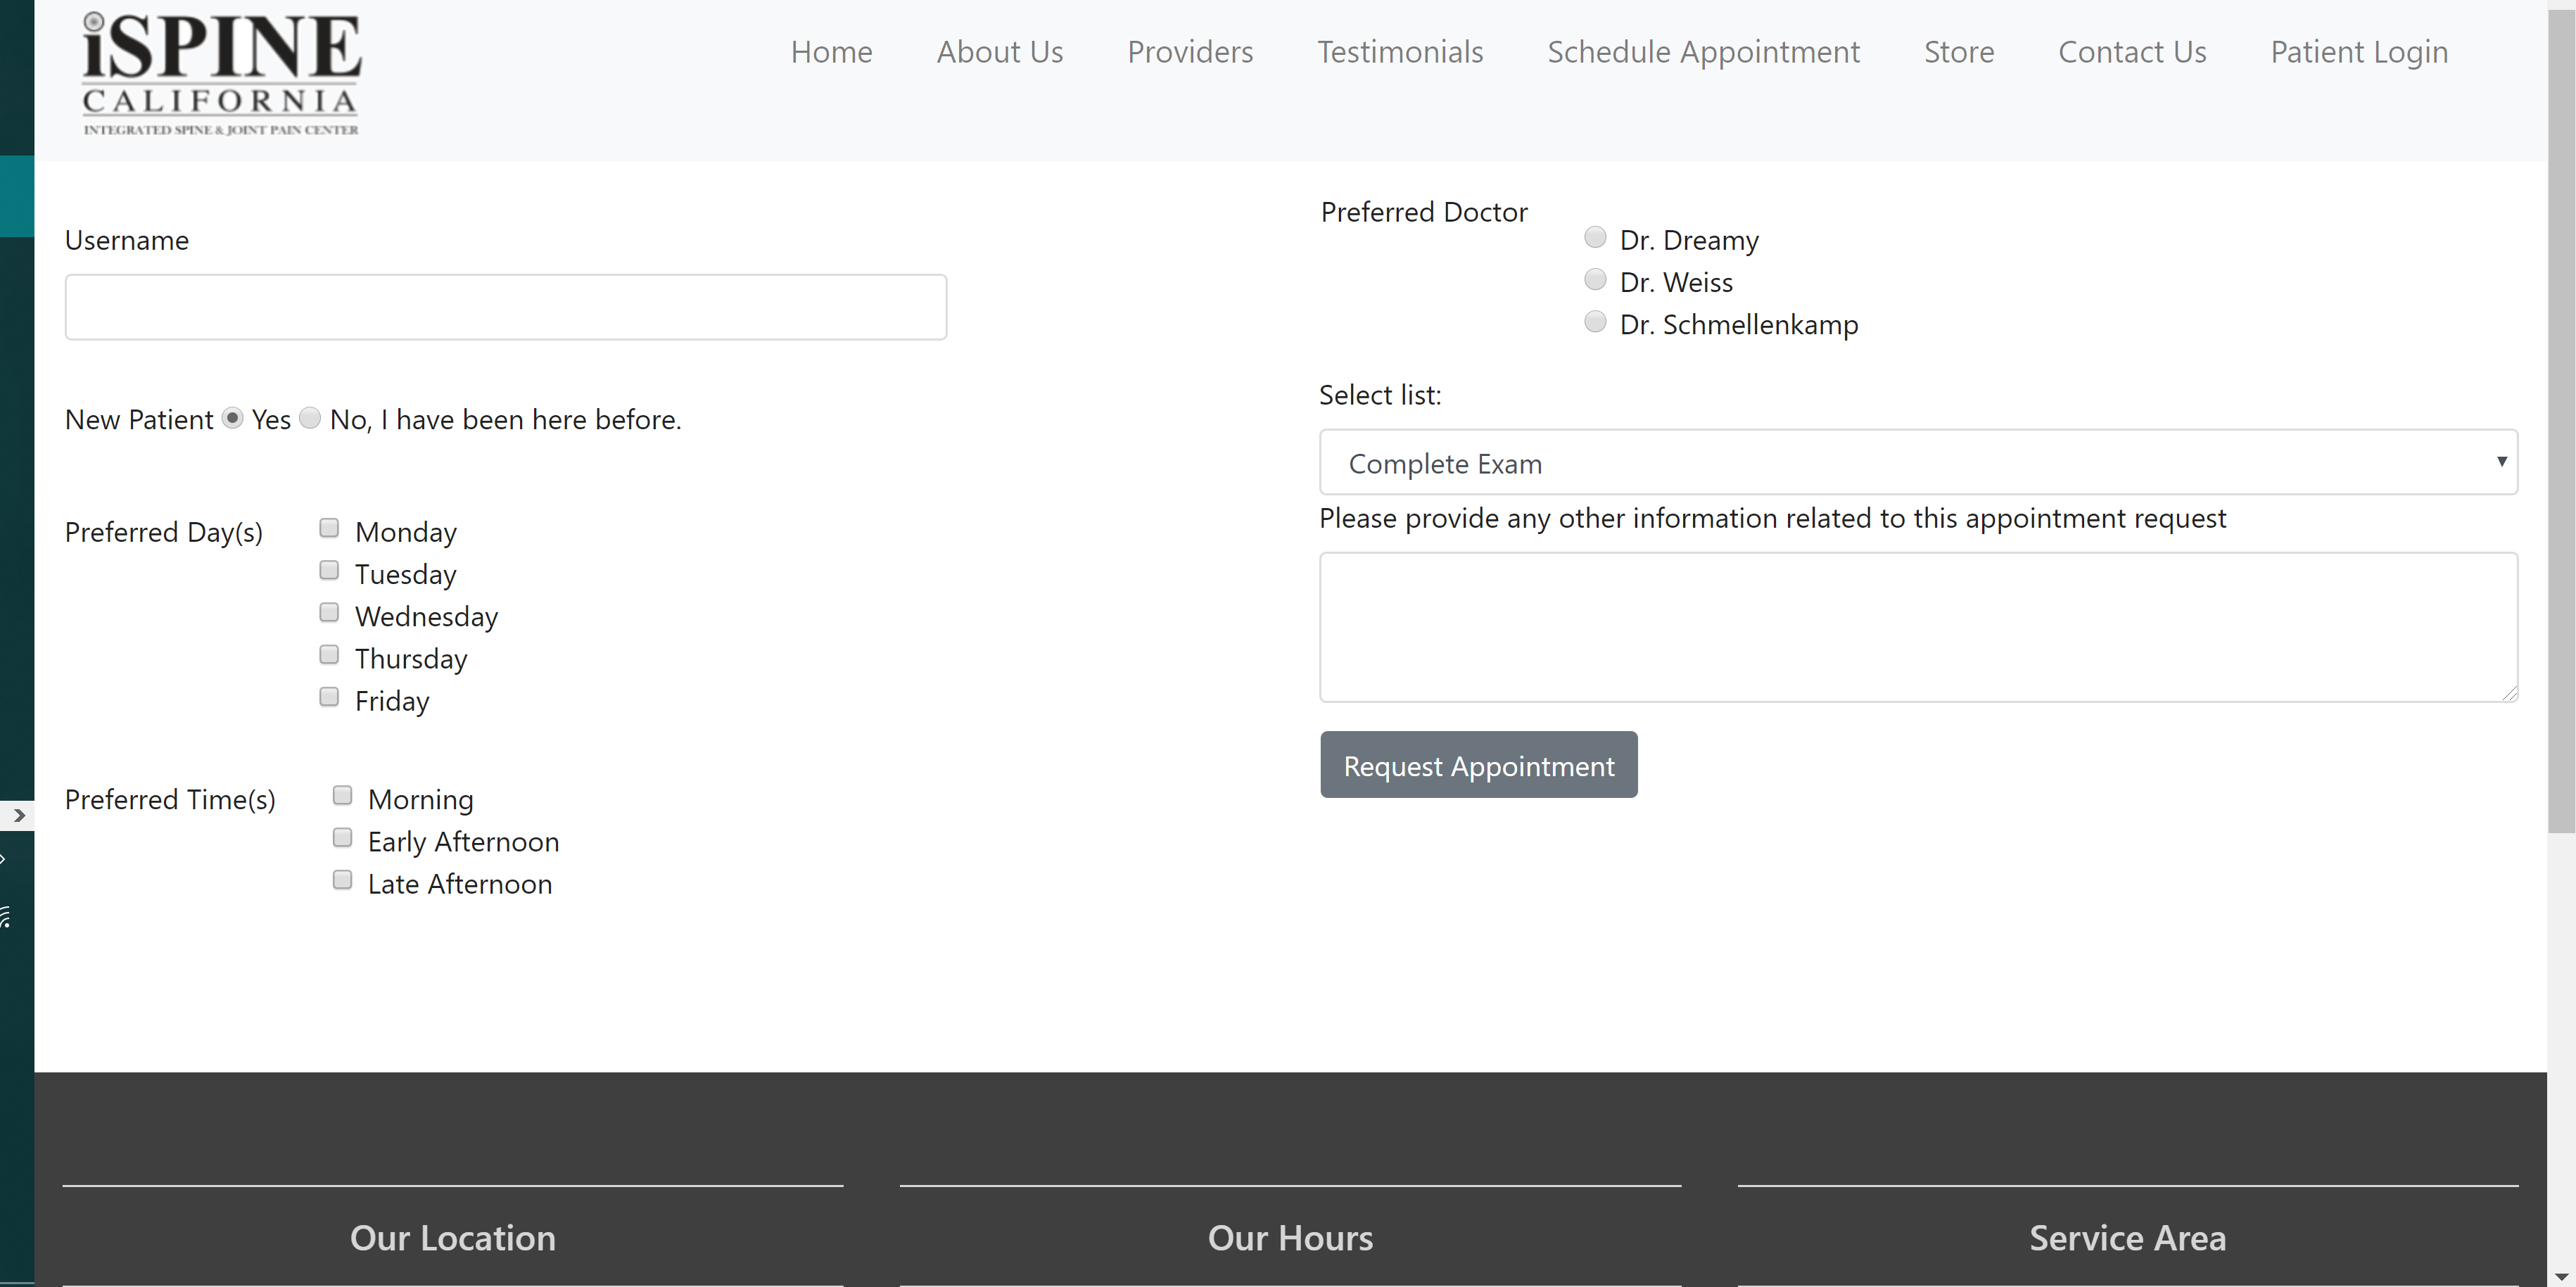 iSPINE
CALIFORNIA
INTEGRATED SPINE & JOINT PAIN CENTER
Home About Us Providers Testimonials Schedule Appointment Store Contact Us Patient Login
Username
New Patient Yes No, I have been here before.
Preferred Day(s) Monday
Tuesday
Wednesday
Thursday
Friday
Preferred Time(s) Morning
Early Afternoon
Late Afternoon
Preferred Doctor
Dr. Dreamy
Dr. Weiss
Dr. Schmellenkamp
Select list:
Complete Exam
Please provide any other information related to this appointment request
Request Appointment
Our Location
Our Hours
Service Area